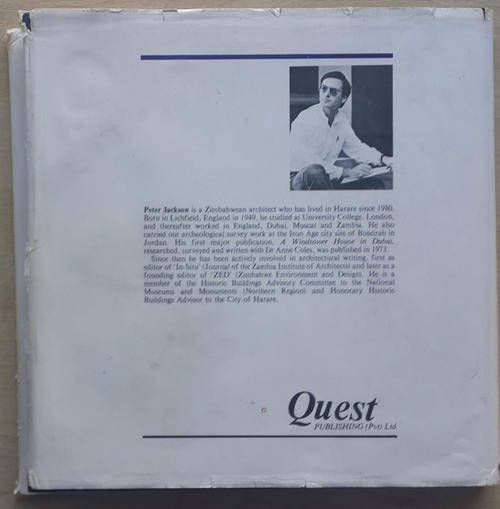 Peter Jackson is a Zimbabwean architect who has lived in Harare since 1980.
Born in Lichfield, England in 1949, he studied at University College, London,
and thereafter worked in England, Dubai, Muscat and Zambia. He also
carried out archeological survey work at the Iron Age city site of Buseirah in
Jordan. His first major publication, A Windtower House in Dubai,
researched, surveyed and written with Dr Anne Coles, was published in 1973.
Since then he has been actively involved in architectural writing, first as
editor of 'In-Situ' (Journal of the Zambia Institute of Architects) and later as a
founding editor of 'ZED' (Zimbabwe Environment and Design). He is a
member of the Historic Buildings Advisory Committee to the National
Museums and Monuments (Northern Region) and Honorary Historic
Buildings Advisor to the City of Harare.
Quest
PUBLISHING (Pvt) Ltd